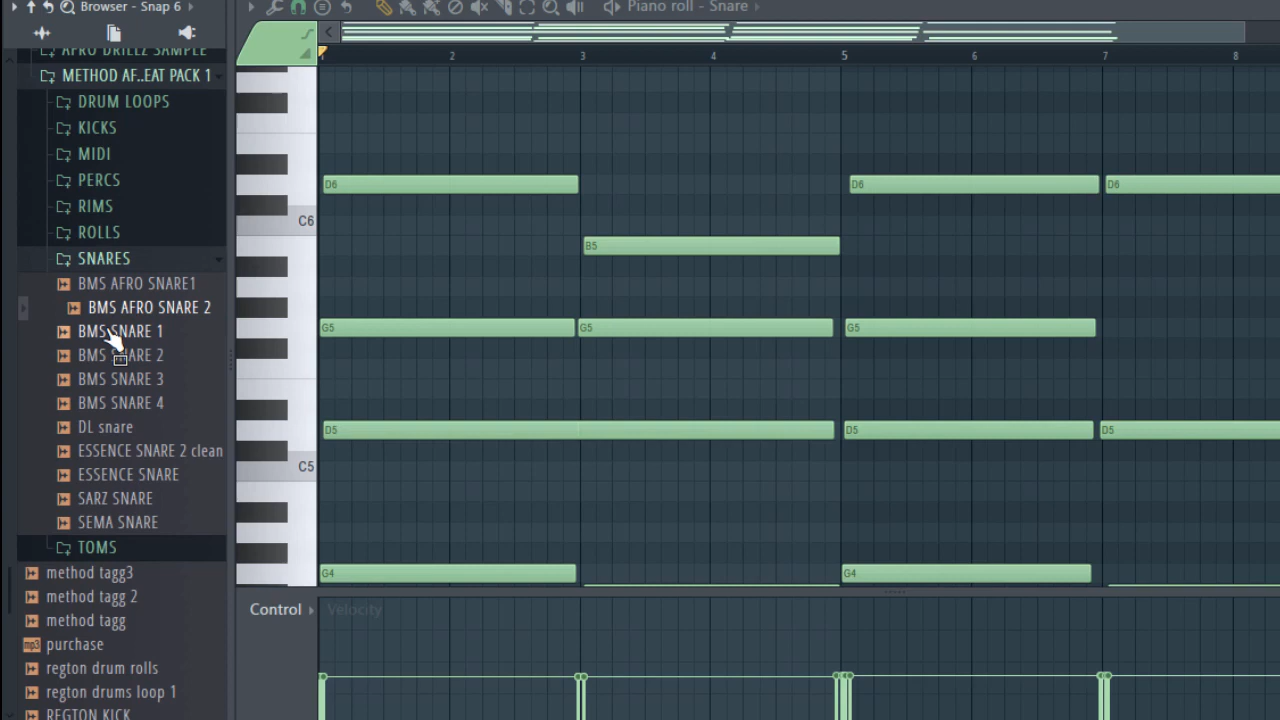 Browser - Snap 6
Piano roll - Snare
AFRO DRILLZ SAMPLE
METHOD AF..EAT PACK 1
DRUM LOOPS
KICKS
MIDI
PERCS
RIMS
ROLLS
SNARES
BMS AFRO SNARE1
BMS AFRO SNARE 2
BMS SNARE 1
BMS SNARE 2
BMS SNARE 3
BMS SNARE 4
DL snare
ESSENCE SNARE 2 clean
ESSENCE SNARE
SARZ SNARE
SEMA SNARE
TOMS
method tagg3
method tagg 2
method tagg
mp3 purchase
regton drum rolls
regton drums loop 1
REGTON KICK
1 2 3 4 5 6 7 8
D6 D6 D6
C6
B5
G5 G5 G5
D5 D5 D5
C5
G4 G4
Control Velocity